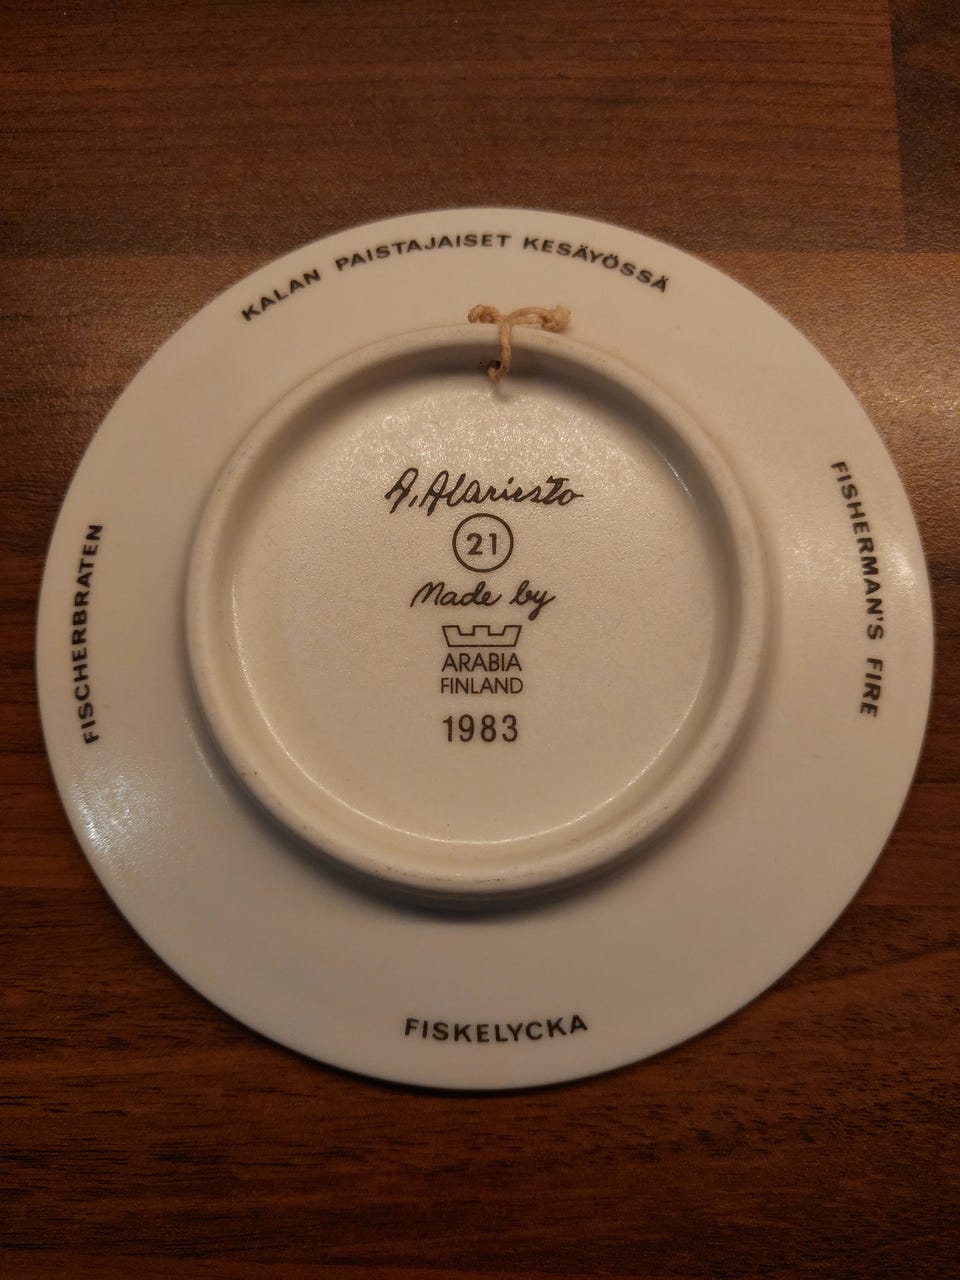 KALAN PAISTAJAISET KESÄYÖSSÄ
FISHERMAN'S FIRE
FISKELYCKA
FISCHERBRATEN
A. Alariesto
21
Made by
ARABIA
FINLAND
1983